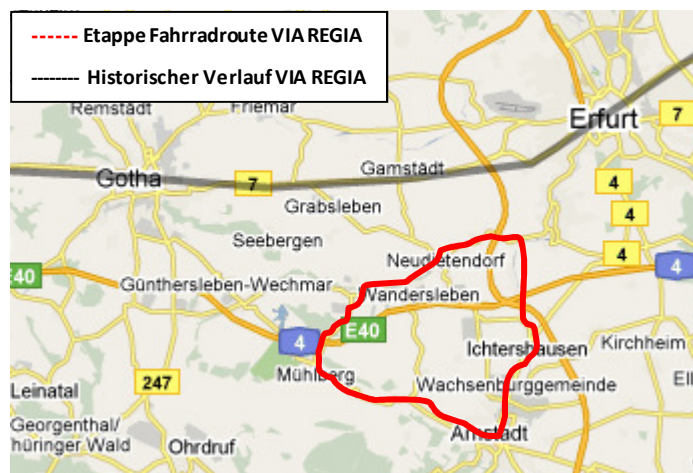 ------ Etappe Fahrradroute VIA REGIA
-------- Historischer Verlauf VIA REGIA
Remstädt
Friemar
7
Erfurt
Gotha
7
Gamstädt
4
Grabsleben
4
Seebergen
Neudietendorf
4
4
E40
Günthersleben-Wechmar
Wandersleben
4
E40
Ichtershausen
Kirchheim
Mühlberg
247
Wachsenburggemeinde
Ell
Leinatal
Georgenthal/
Thüringer Wald
Ohrdruf
Arnstadt